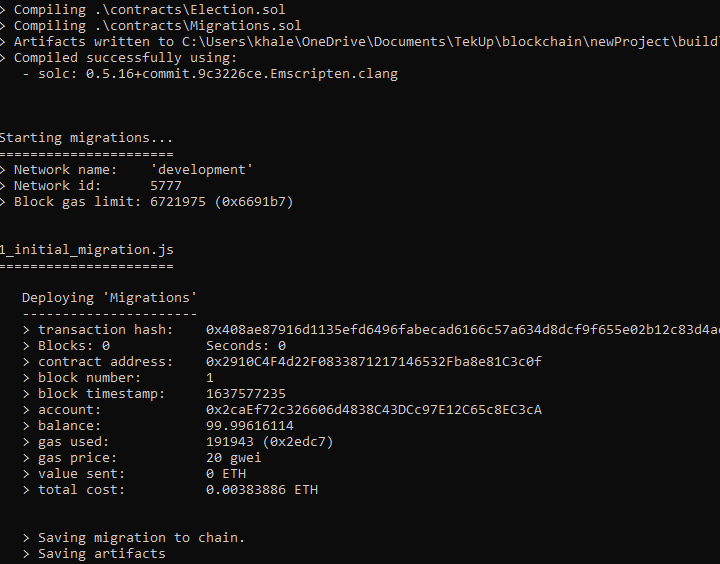 > Compiling .\contracts\Election.sol
> Compiling .\contracts\Migrations.sol
> Artifacts written to C:\Users\khale\OneDrive\Documents\TekUp\blockchain\newProject\build\
> Compiled successfully using:
   - solc: 0.5.16+commit.9c3226ce.Emscripten.clang
Starting migrations...
======================
> Network name:    'development'
> Network id:      5777
> Block gas limit: 6721975 (0x6691b7)
1_initial_migration.js
======================
   Deploying 'Migrations'
   ----------------------
   > transaction hash:    0x408ae87916d1135efd6496fabecad6166c57a634d8dcf9f655e02b12c83d4a
   > Blocks: 0            Seconds: 0
   > contract address:    0x2910C4F4d22F0833871217146532Fba8e81C3c0f
   > block number:        1
   > block timestamp:     1637577235
   > account:             0x2caEf72c326606d4838C43DCc97E12C65c8EC3cA
   > balance:             99.99616114
   > gas used:            191943 (0x2edc7)
   > gas price:           20 gwei
   > value sent:          0 ETH
   > total cost:          0.00383886 ETH
   > Saving migration to chain.
   > Saving artifacts